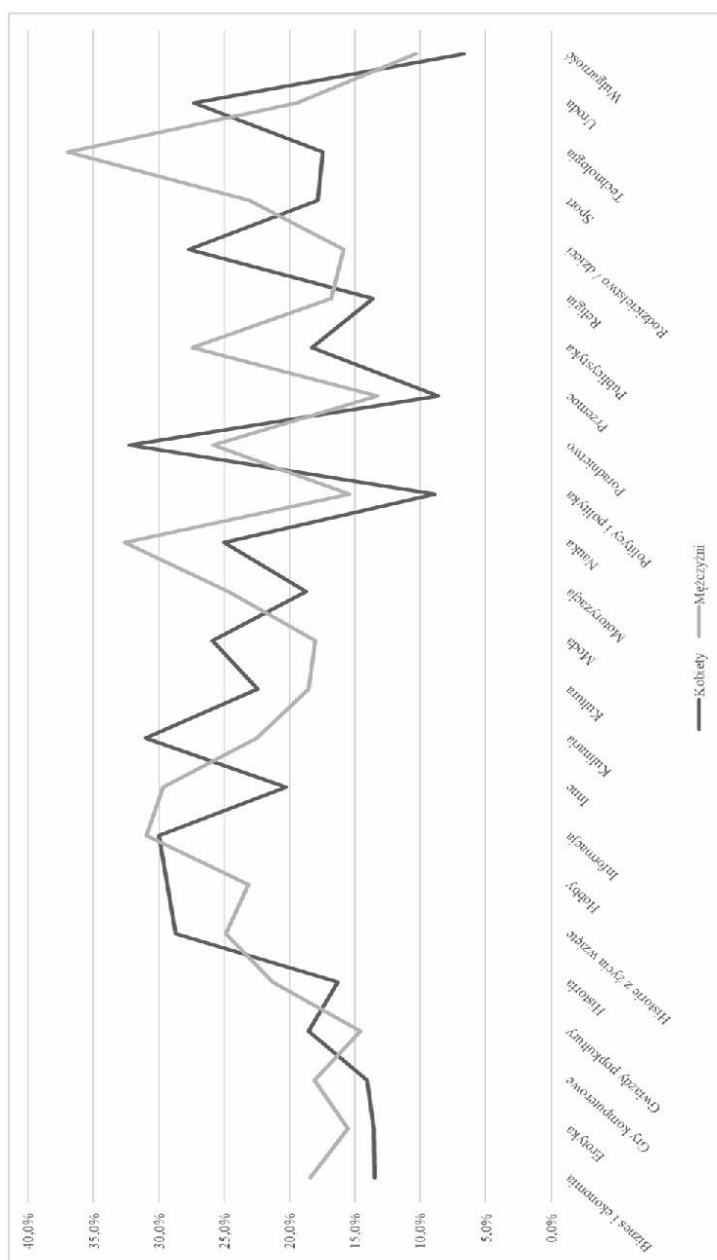 40.0%
35.0%
30.0%
25.0%
20.0%
15.0%
10.0%
5.0%
0.0%
Biznes i ekonomia
Erotyka
Gry komputerowe
Gwiazdy popkultury
Historia
Historie z życia wzięte
Hobby
Informacja
Inne
Kulinaria
Kultura
Moda
Motoryzacja
Nauka
Politycy i polityka
Poradnictwo
Przemoc
Publicystyka
Religia
Rodzicielstwo / dzieci
Sport
Technologia
Uroda
Wulgarność
Kobiety
Mężczyźni